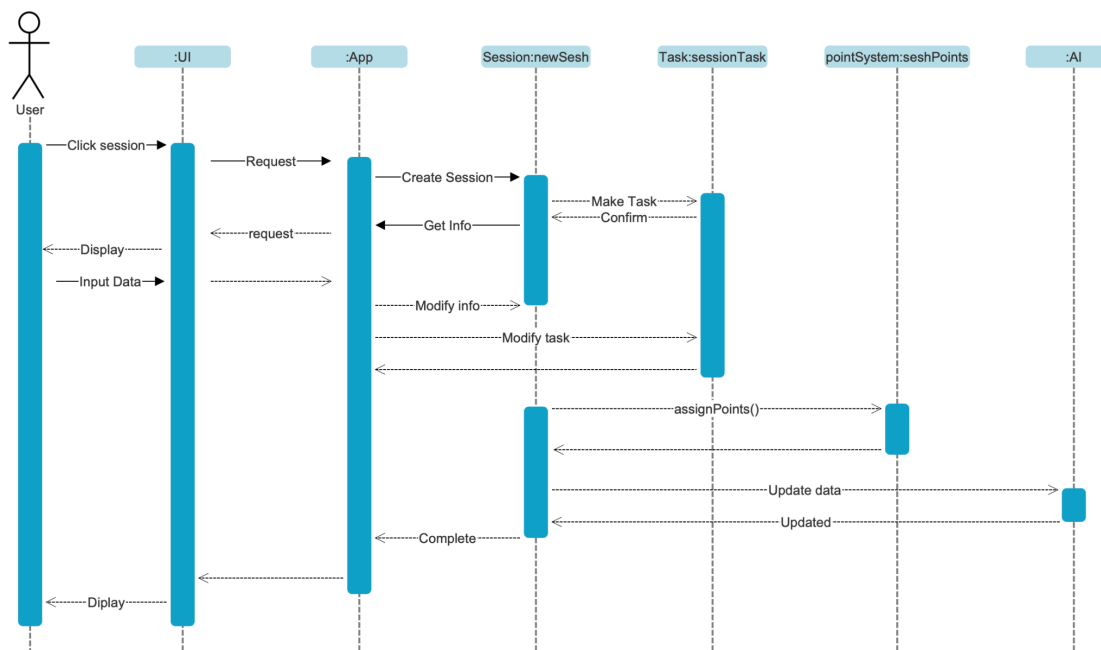 :UI
:App
Session:newSesh
Task:sessionTask
pointSystem:seshPoints
:AI
User
Click session
Request
Create Session
Make Task
Confirm
Get Info
request
Display
Input Data
Modify info
Modify task
assignPoints()
Update data
Updated
Complete
Diplay